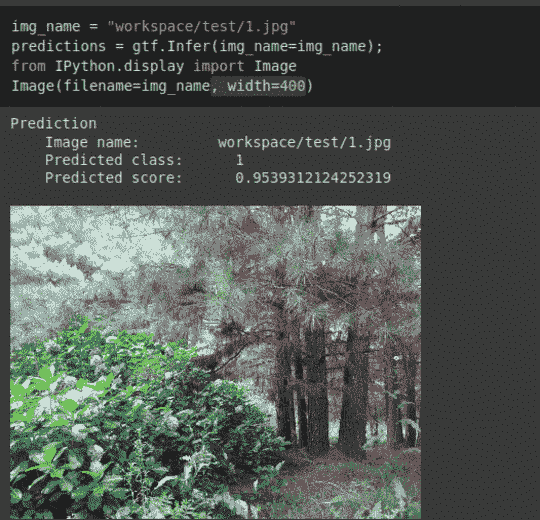 img_name = "workspace/test/1.jpg"
predictions = gtf.Infer(img_name=img_name);
from IPython.display import Image
Image(filename=img_name, width=400)
Prediction
Image name: workspace/test/1.jpg
Predicted class: 1
Predicted score: 0.9539312124252319